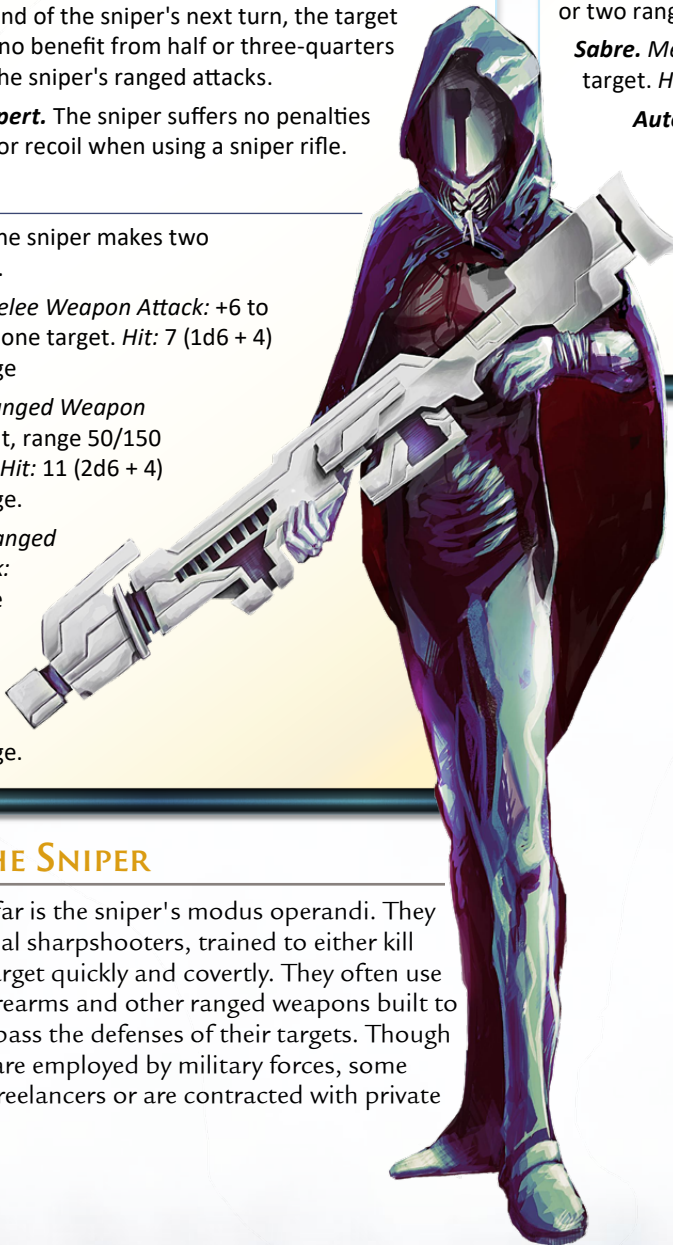 nd of the sniper's next turn, the target
no benefit from half or three-quarters
he sniper's ranged attacks.
pert. The sniper suffers no penalties
or recoil when using a sniper rifle.
he sniper makes two
.
elee Weapon Attack: +6 to
one target. Hit: 7 (1d6 + 4)
ge
nged Weapon
t, range 50/150
Hit: 11 (2d6 + 4)
ge.
anged
k:
e
ge.
he Sniper
far is the sniper's modus operandi. They
al sharpshooters, trained to either kill
arget quickly and covertly. They often use
rearms and other ranged weapons built to
pass the defenses of their targets. Though
are employed by military forces, some
reelancers or are contracted with private
or two rang
Sabre. Me
target. H
Auto